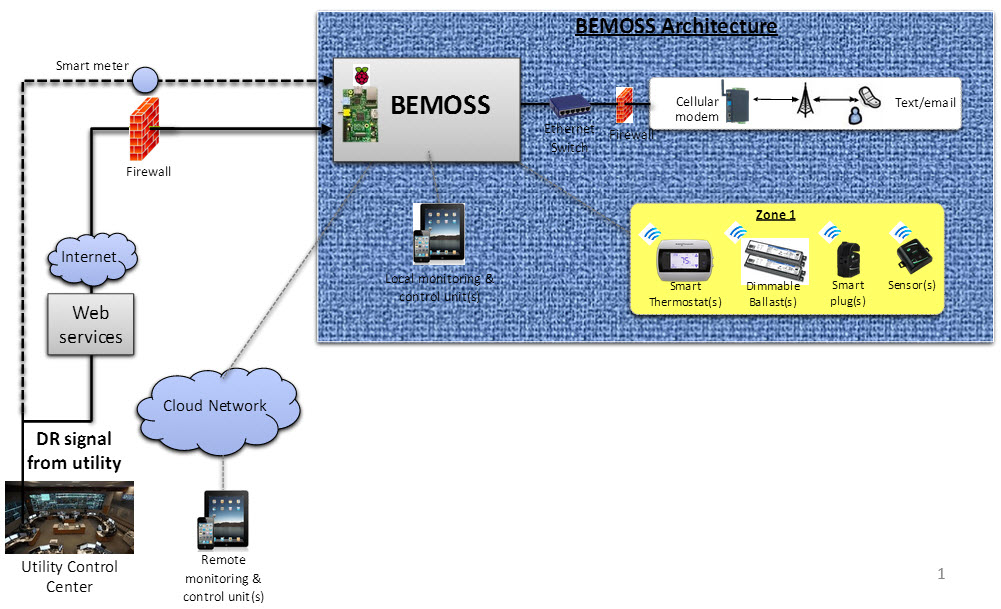 BEMOSS Architecture
Smart meter
BEMOSS
Cellular
modem
Text/email
Ethernet
Switch
Firewall
Firewall
Zone 1
Internet
Local monitoring &
control unit(s)
75
Smart
Thermostat(s)
Dimmable
Ballast(s)
Smart
plug(s)
Sensor(s)
Web
services
Cloud Network
DR signal
from utility
Utility Control
Center
Remote
monitoring &
control unit(s)
1